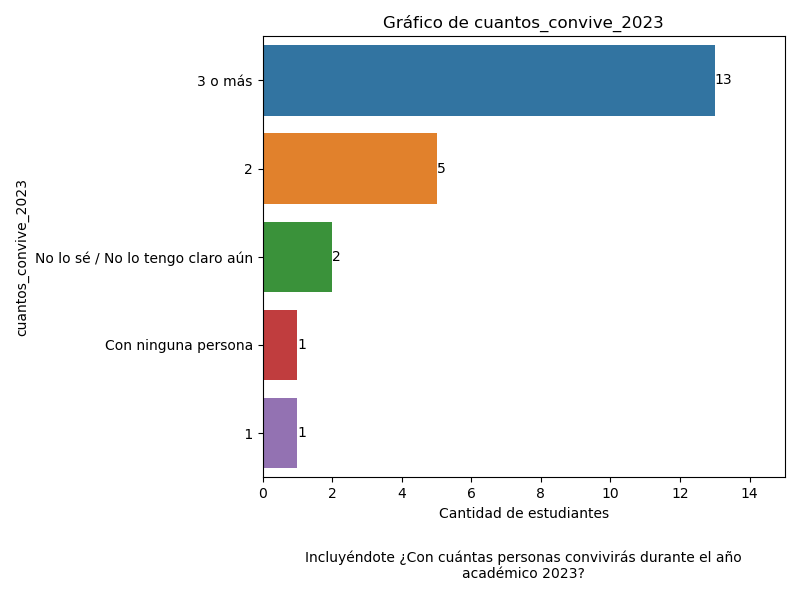 Gráfico de cuantos_convive_2023
cuantos_convive_2023
3 o más
13
2
5
No lo sé / No lo tengo claro aún
2
Con ninguna persona
1
1
1
0 2 4 6 8 10 12 14
Cantidad de estudiantes
Incluyéndote ¿Con cuántas personas convivirás durante el año
académico 2023?